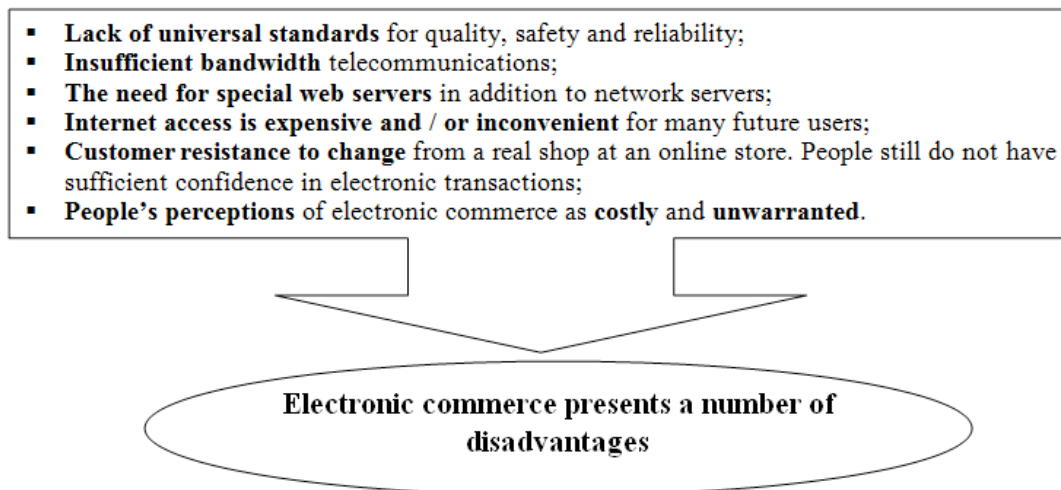 ▪ Lack of universal standards for quality, safety and reliability;
▪ Insufficient bandwidth telecommunications;
▪ The need for special web servers in addition to network servers;
▪ Internet access is expensive and / or inconvenient for many future users;
▪ Customer resistance to change from a real shop at an online store. People still do not have
sufficient confidence in electronic transactions;
▪ People's perceptions of electronic commerce as costly and unwarranted.
Electronic commerce presents a number of
disadvantages